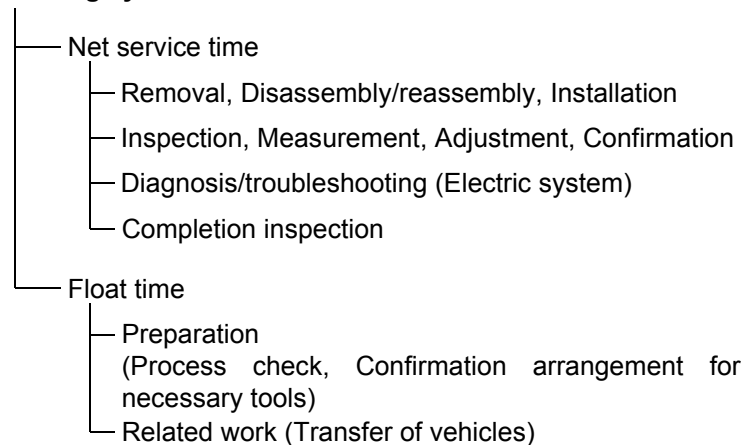 Net service time
Removal, Disassembly/reassembly, Installation
Inspection, Measurement, Adjustment, Confirmation
Diagnosis/troubleshooting (Electric system)
Completion inspection
Float time
Preparation
(Process check, Confirmation arrangement for
necessary tools)
Related work (Transfer of vehicles)